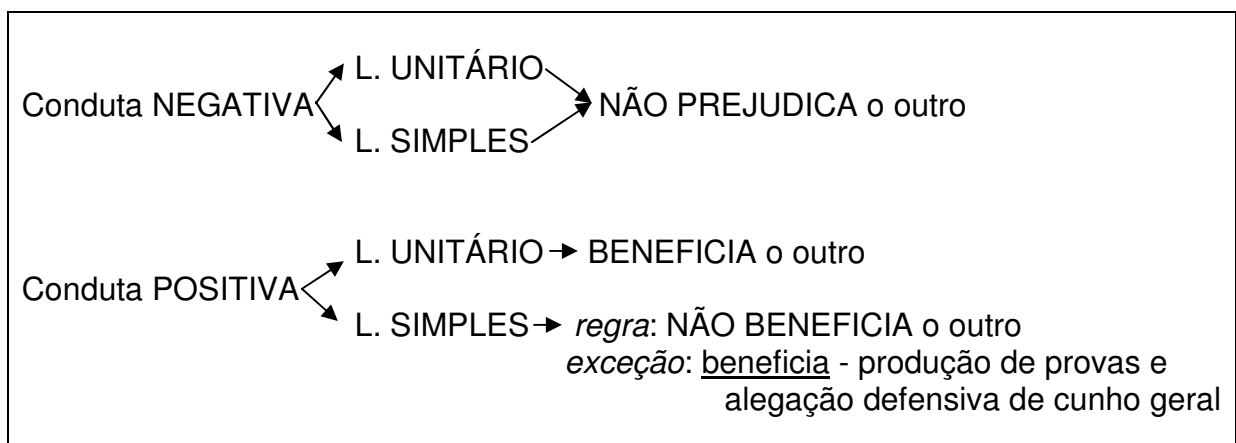 L. UNITÁRIO
Conduta NEGATIVA NÃO PREJUDICA o outro
L. SIMPLES
L. UNITÁRIO BENEFICIA o outro
Conduta POSITIVA
L. SIMPLES regra: NÃO BENEFICIA o outro
exceção: beneficia - produção de provas e
alegação defensiva de cunho geral